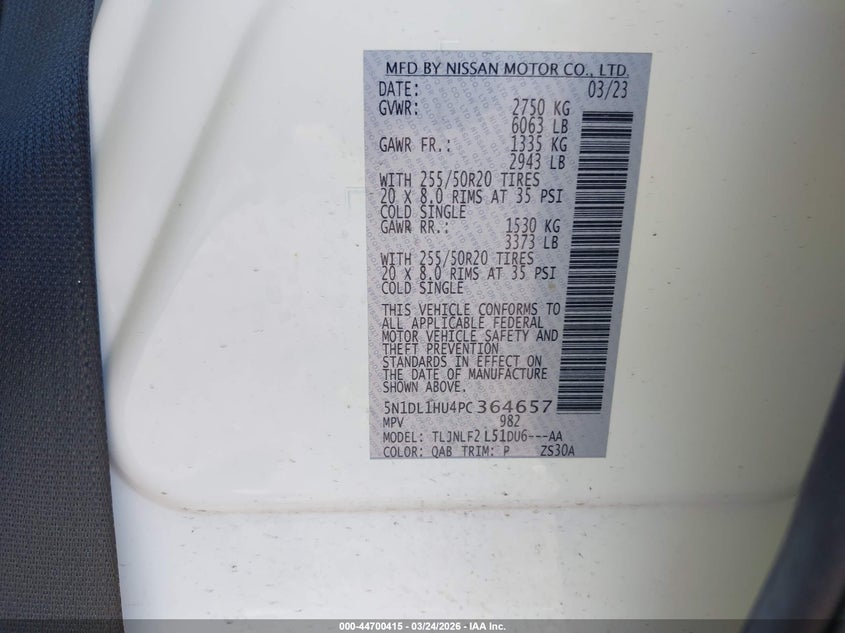 MFD BY NISSAN MOTOR CO., LTD.
DATE: 03/23
GVWR: 2750 KG
6063 LB
GAWR FR.: 1335 KG
2943 LB
WITH 255/50R20 TIRES
20 X 8.0 RIMS AT 35 PSI
COLD SINGLE
GAWR RR.: 1530 KG
3373 LB
WITH 255/50R20 TIRES
20 X 8.0 RIMS AT 35 PSI
COLD SINGLE
THIS VEHICLE CONFORMS TO
ALL APPLICABLE FEDERAL
MOTOR VEHICLE SAFETY AND
THEFT PREVENTION
STANDARDS IN EFFECT ON
THE DATE OF MANUFACTURE
SHOWN ABOVE.
5N1DL1HU4PC364657
MPV 982
MODEL: TLJNLF2 L51DU6---AA
COLOR: QAB TRIM: P ZS30A
000-44700415 - 03/24/2026 - IAA Inc.